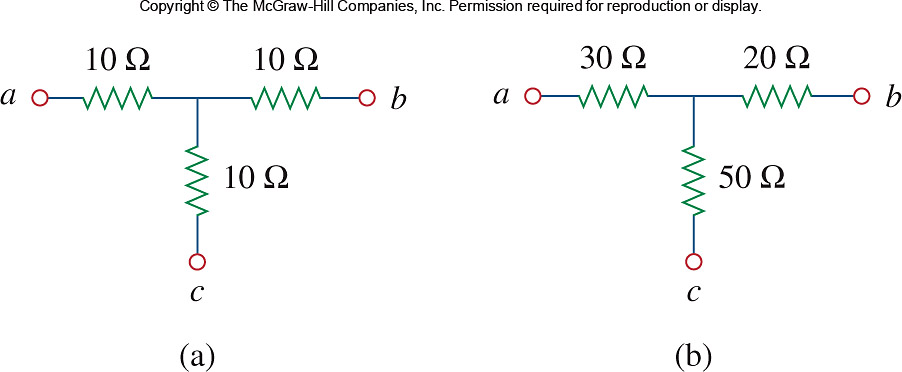 Copyright © The McGraw-Hill Companies, Inc. Permission required for reproduction or display.
10 Ω 10 Ω
a b
10 Ω
c
(a)
30 Ω 20 Ω
a b
50 Ω
c
(b)